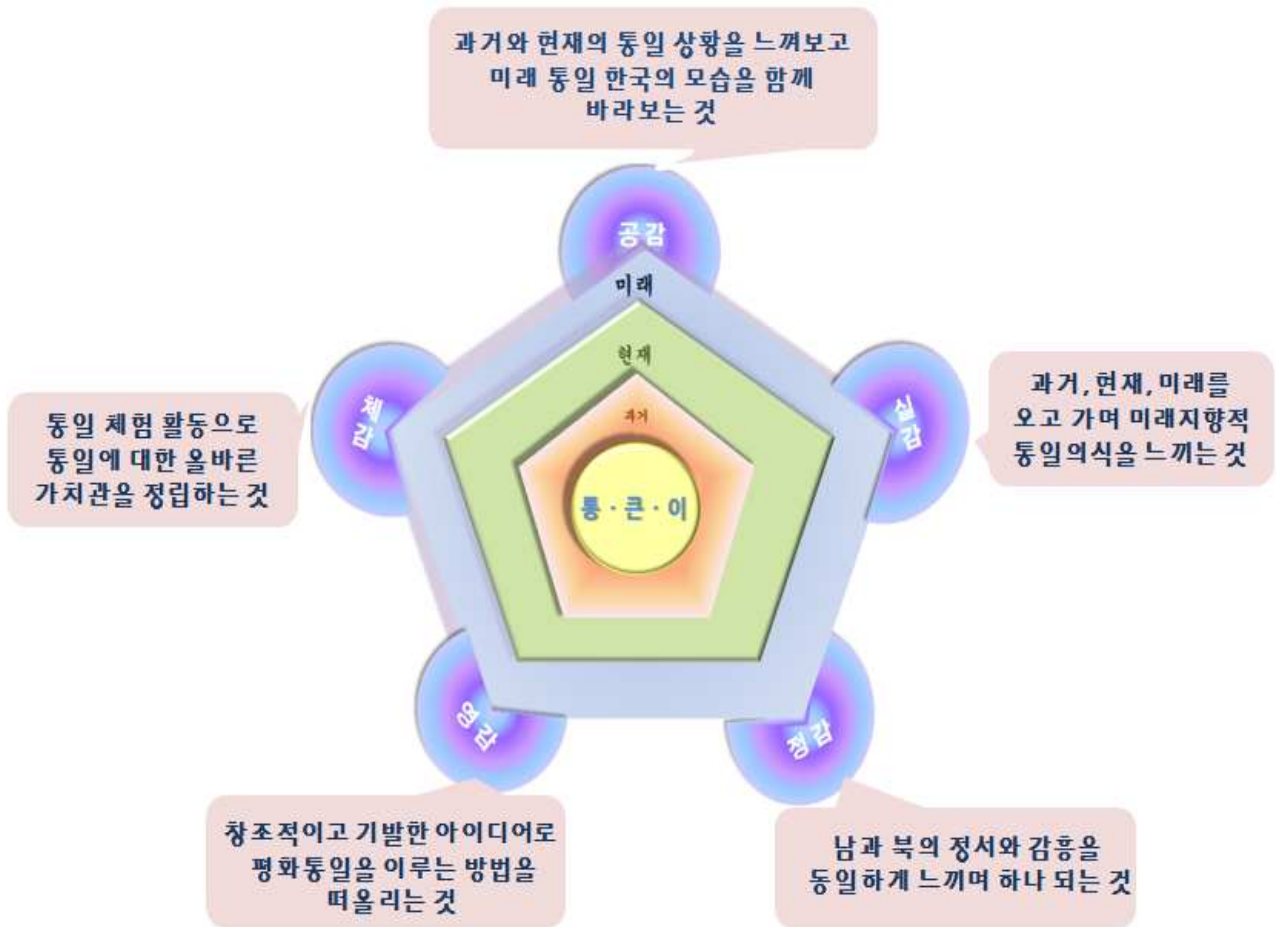 과거와 현재의 통일 상황을 느껴보고
미래 통일 한국의 모습을 함께
바라보는 것
공감
미래
현재
과거
통·큰·이
체감
통일 체험 활동으로
통일에 대한 올바른
가치관을 정립하는 것
실감
과거, 현재, 미래를
오고 가며 미래지향적
통일의식을 느끼는 것
영감
창조적이고 기발한 아이디어로
평화통일을 이루는 방법을
떠올리는 것
정감
남과 북의 정서와 감흥을
동일하게 느끼며 하나 되는 것